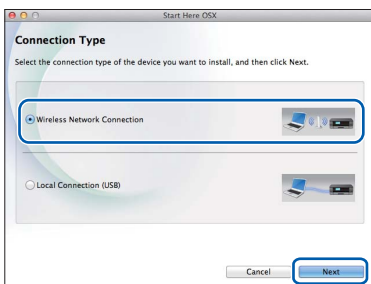 Start Here OSX
Connection Type
Select the connection type of the device you want to install, and then click Next.
Wireless Network Connection
Local Connection (USB)
Cancel Next